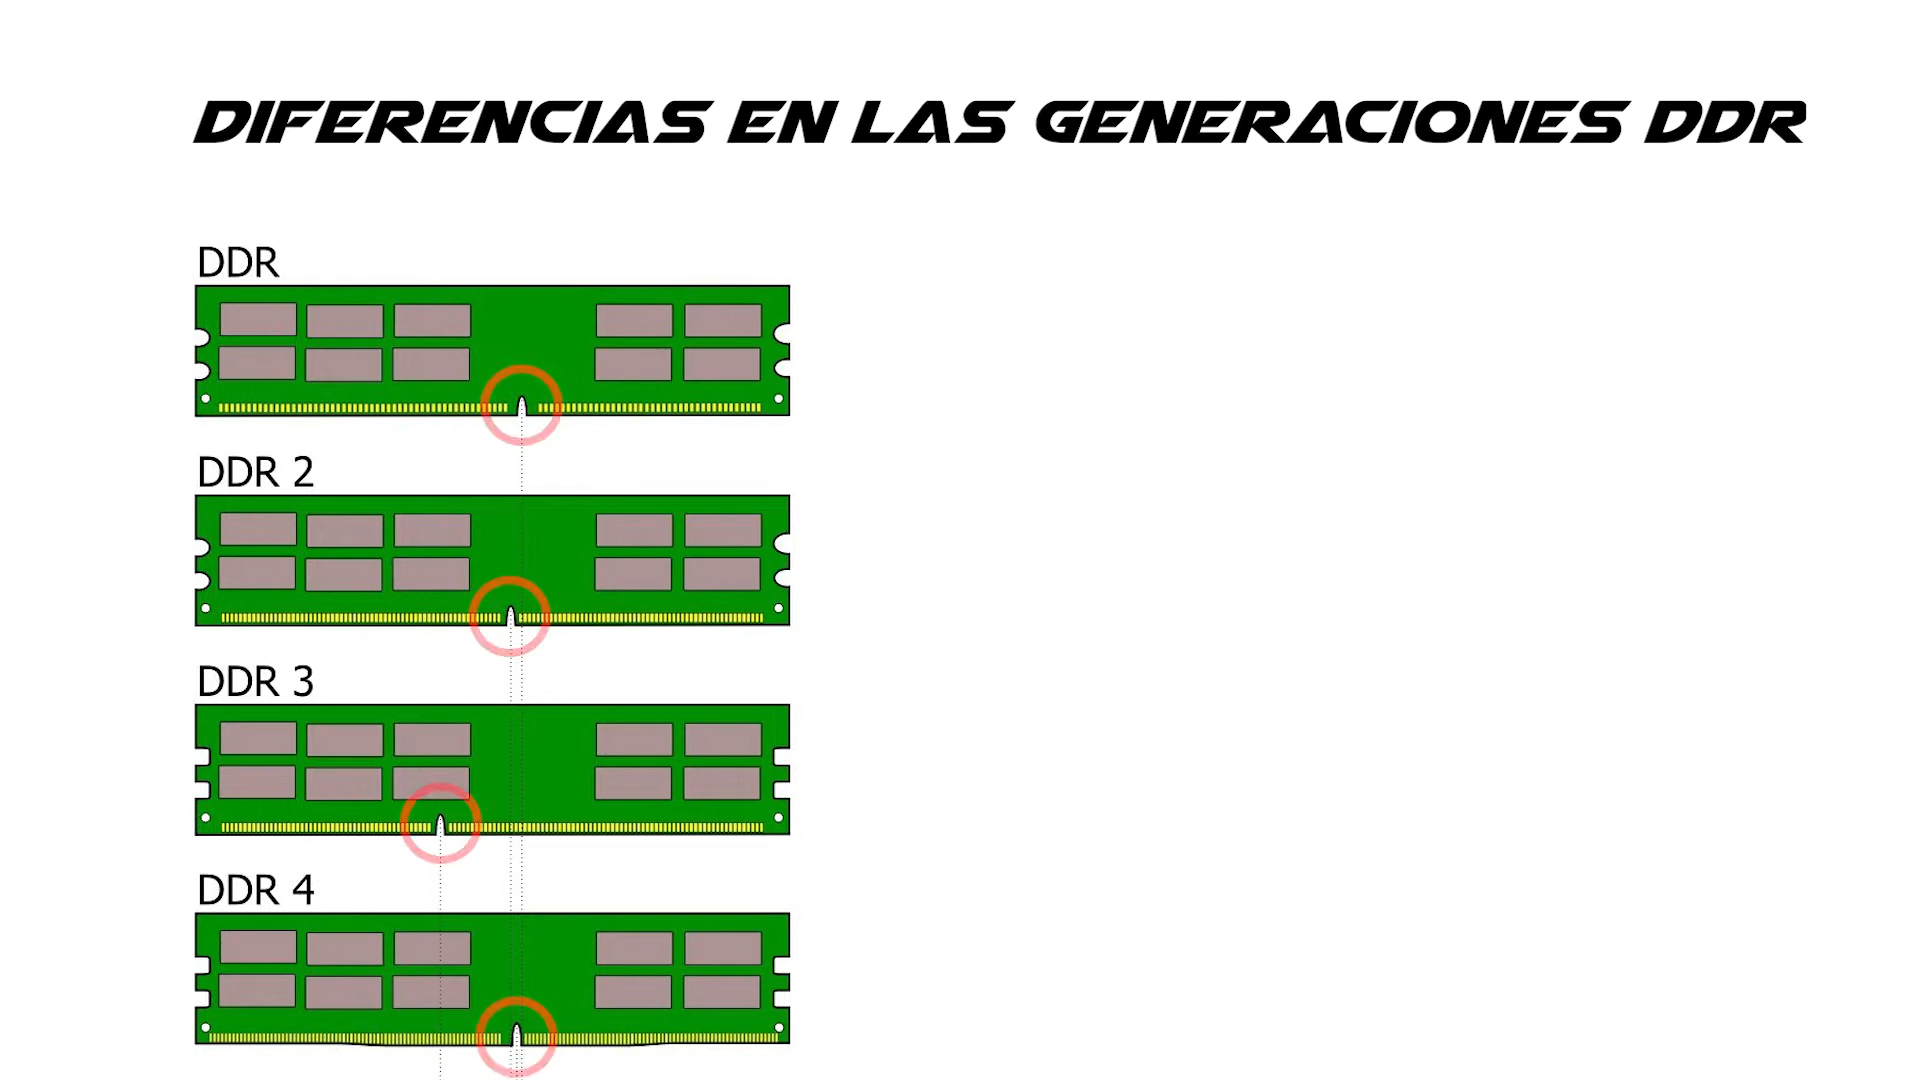 DIFERENCIAS EN LAS GENERACIONES DDR
DDR
DDR 2
DDR 3
DDR 4